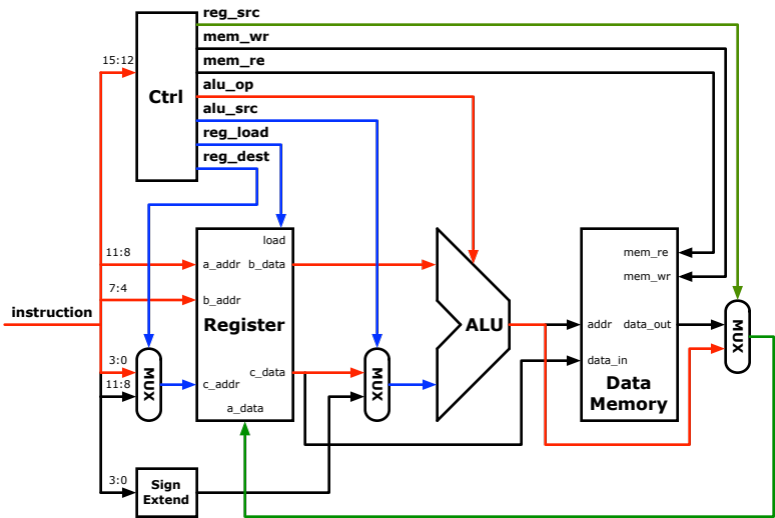 reg_src
mem_wr
mem_re
alu_op
alu_src
reg_load
reg_dest
15:12
Ctrl
load
11:8
a_addr
b_data
7:4
b_addr
instruction
Register
3:0
11:8
MUX
c_addr
c_data
a_data
MUX
ALU
mem_re
mem_wr
addr
data_out
data_in
Data
Memory
MUX
3:0
Sign
Extend